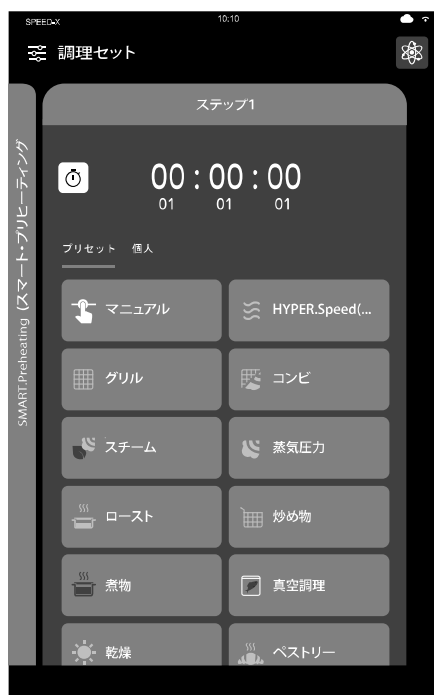 SPEED-X
10:10
調理セット
ステップ1
SMART.Preheating (スマート・プリヒーティング
00 : 00 : 00
01 01 01
プリセット 個人
マニュアル
HYPER.Speed(...
グリル
コンビ
スチーム
蒸気圧力
ロースト
炒め物
煮物
真空調理
乾燥
ペストリー